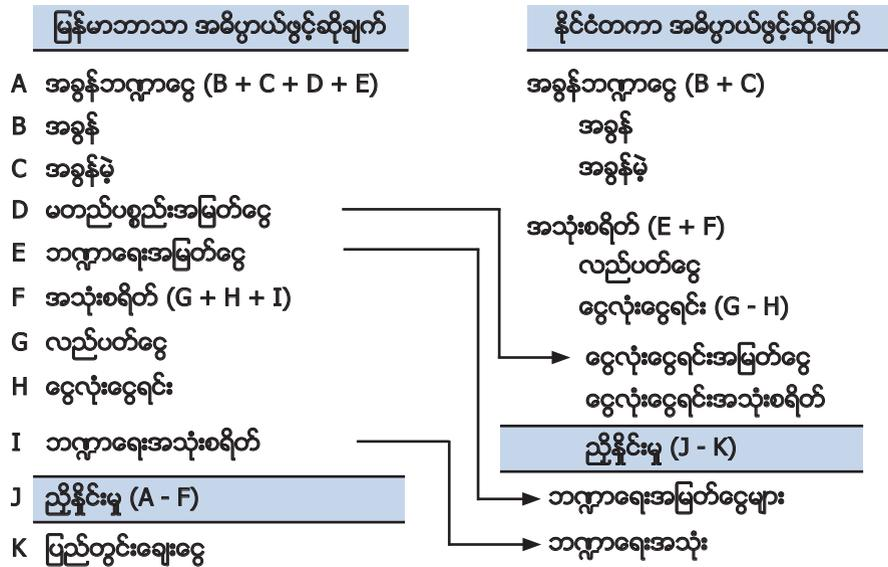 မြန်မာဘာသာ အဓိပ္ပာယ်ဖွင့်ဆိုချက်
A အခွန်ဘဏ္ဍာငွေ (B + C + D + E)
B အခွန်
C အခွန်မဲ့
D မတည်ပစ္စည်းအမြတ်ငွေ
E ဘဏ္ဍာရေးအမြတ်ငွေ
F အသုံးစရိတ် (G + H + I)
G လည်ပတ်ငွေ
H ငွေလုံးငွေရင်း
I ဘဏ္ဍာရေးအသုံးစရိတ်
J ညှိနှိုင်းမှု (A - F)
K ပြည်တွင်းချေးငွေ
နိုင်ငံတကာ အဓိပ္ပာယ်ဖွင့်ဆိုချက်
အခွန်ဘဏ္ဍာငွေ (B + C)
အခွန်
အခွန်မဲ့
အသုံးစရိတ် (E + F)
လည်ပတ်ငွေ
ငွေလုံးငွေရင်း (G - H)
ငွေလုံးငွေရင်းအမြတ်ငွေ
ငွေလုံးငွေရင်းအသုံးစရိတ်
ညှိနှိုင်းမှု (J - K)
ဘဏ္ဍာရေးအမြတ်ငွေများ
ဘဏ္ဍာရေးအသုံး